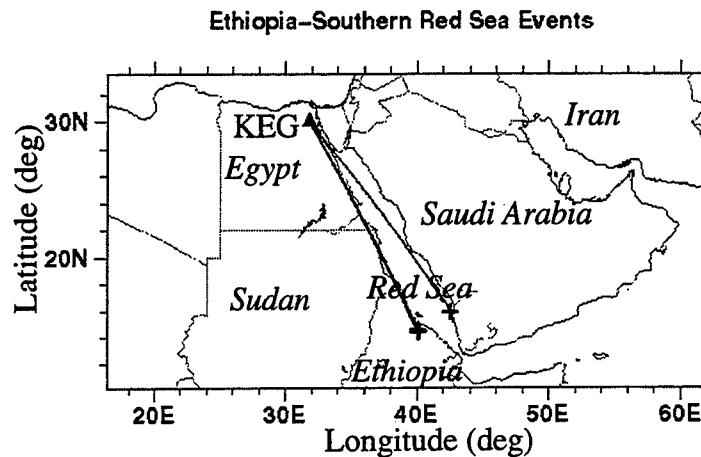 Ethiopia–Southern Red Sea Events
Latitude (deg)
30N
20N
KEG
Egypt
Iran
Saudi Arabia
Sudan
Red Sea
Ethiopia
20E 30E 40E 50E 60E
Longitude (deg)